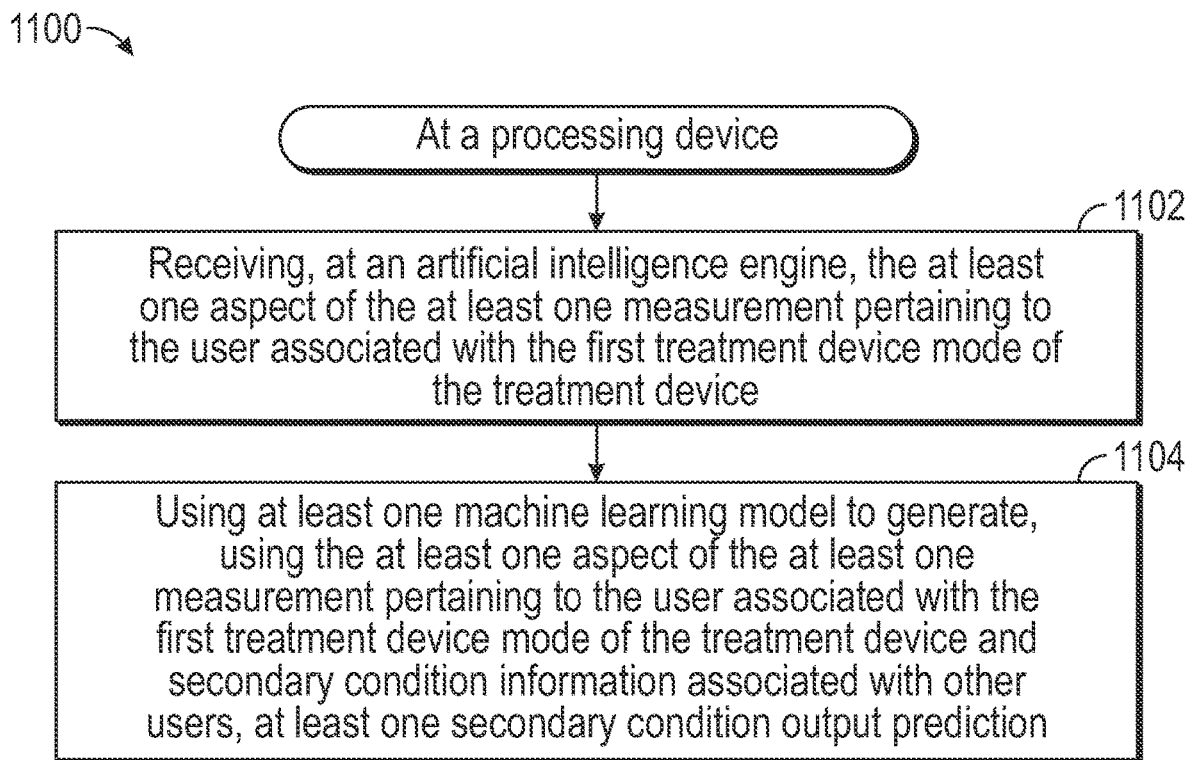 1100
At a processing device
1102
Receiving, at an artificial intelligence engine, the at least
one aspect of the at least one measurement pertaining to
the user associated with the first treatment device mode of
the treatment device
1104
Using at least one machine learning model to generate,
using the at least one aspect of the at least one
measurement pertaining to the user associated with the
first treatment device mode of the treatment device and
secondary condition information associated with other
users, at least one secondary condition output prediction